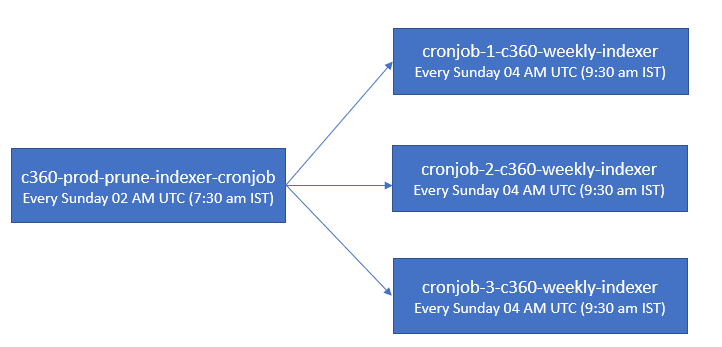 cronjob-1-c360-weekly-indexer
Every Sunday 04 AM UTC (9:30 am IST)
c360-prod-prune-indexer-cronjob
Every Sunday 02 AM UTC (7:30 am IST)
cronjob-2-c360-weekly-indexer
Every Sunday 04 AM UTC (9:30 am IST)
cronjob-3-c360-weekly-indexer
Every Sunday 04 AM UTC (9:30 am IST)